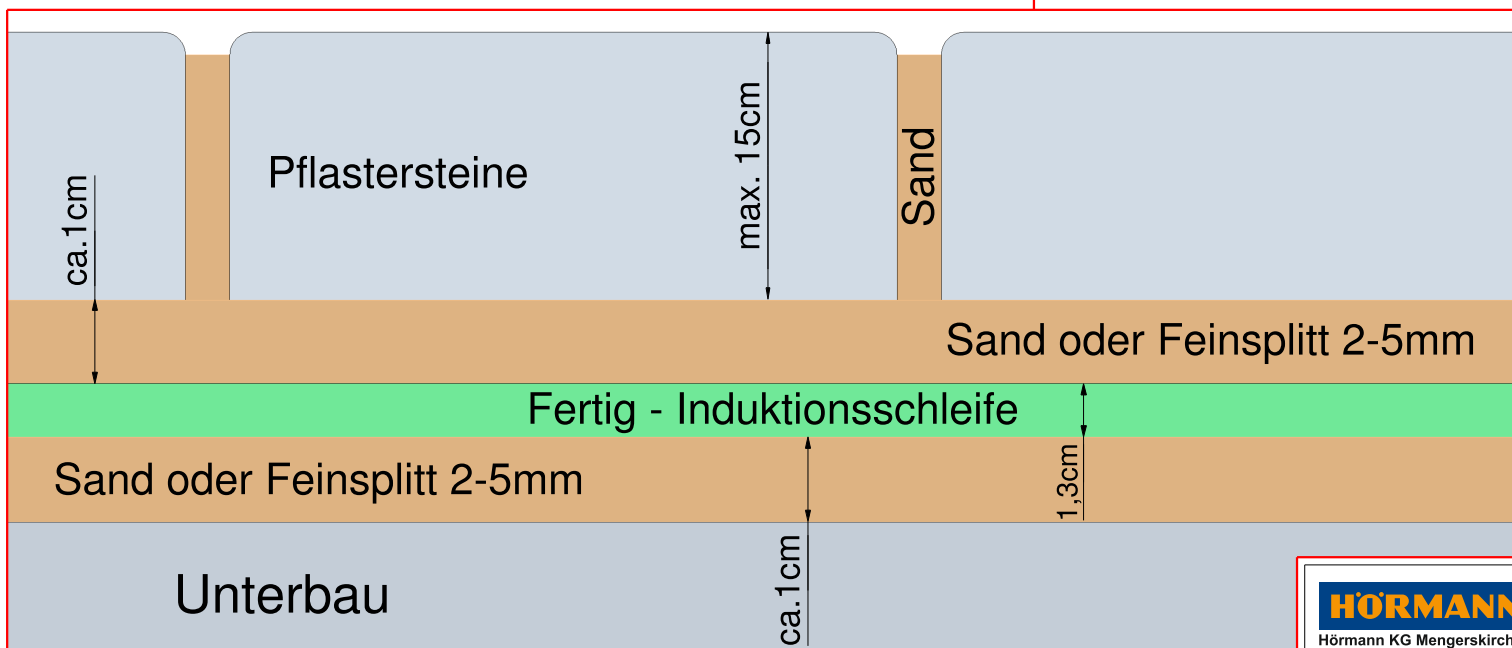 Pflastersteine
max. 15cm
Sand
ca.1cm
Sand oder Feinsplitt 2-5mm
Fertig - Induktionsschleife
Sand oder Feinsplitt 2-5mm
1,3cm
Unterbau
ca.1cm
HÖRMANN
Hörmann KG Mengerskirch